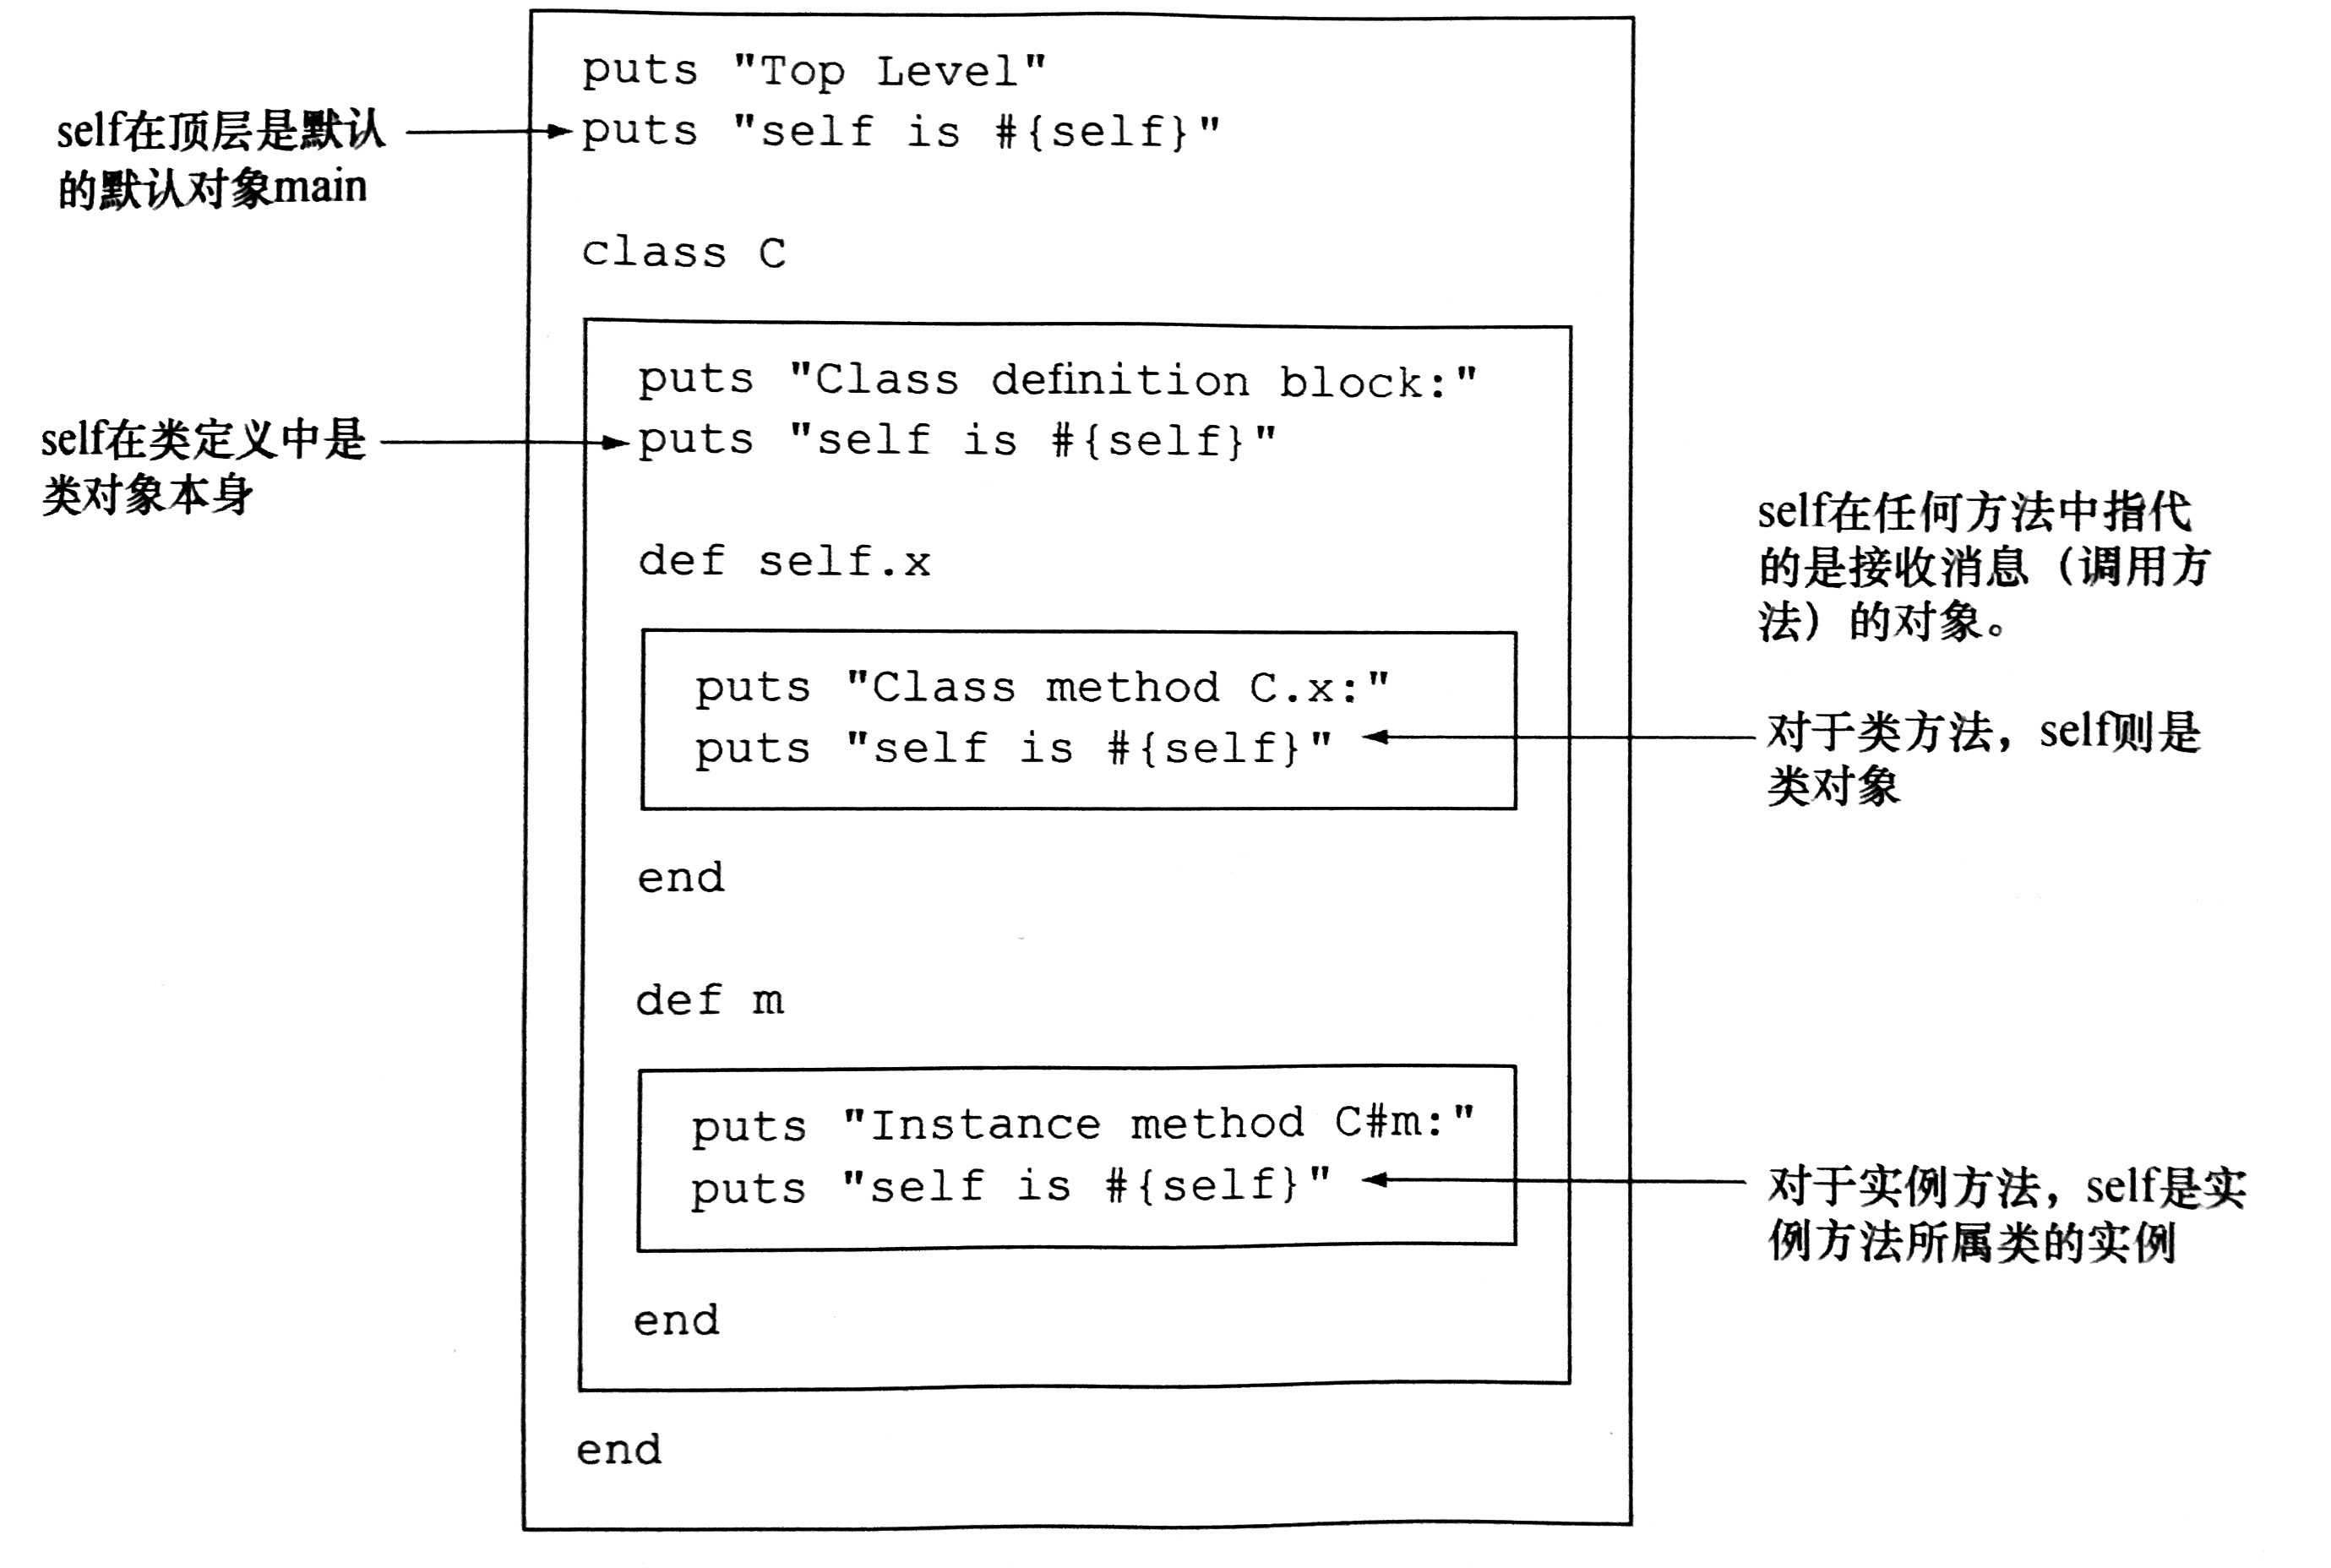 puts "Top Level"
self在顶层是默认
的默认对象main
puts "self is #{self}"
class C
puts "Class definition block:"
self在类定义中是
类对象本身
puts "self is #{self}"
def self.x
self在任何方法中指代
的是接收消息（调用方
法）的对象。
puts "Class method C.x:"
puts "self is #{self}"
对于类方法，self则是
类对象
end
def m
puts "Instance method C#m:"
puts "self is #{self}"
对于实例方法，self是实
例方法所属类的实例
end
end